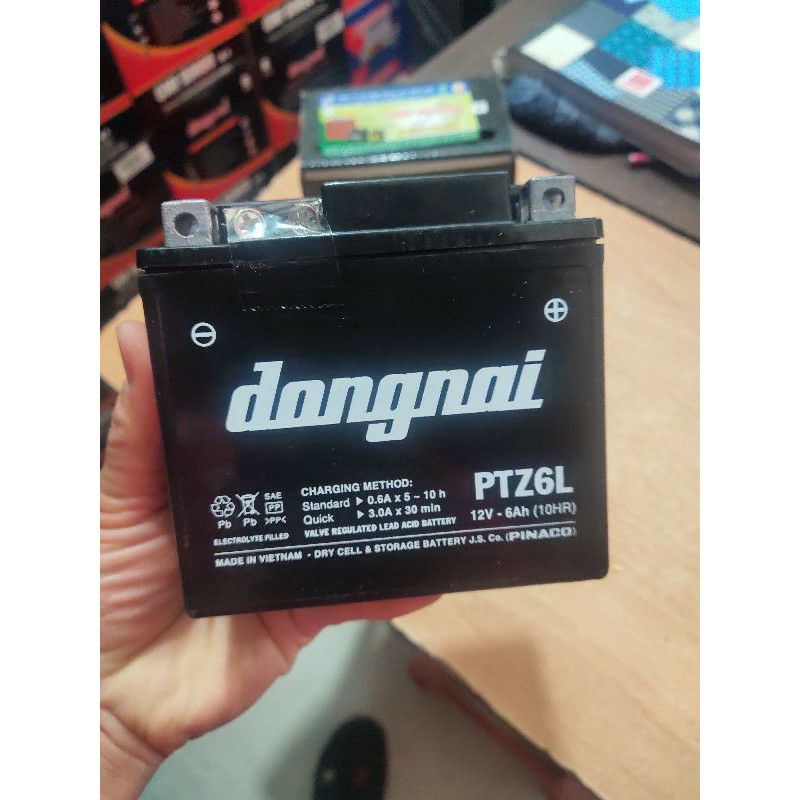 dongnai
PTZ6L
12V - 6Ah (10HR)
CHARGING METHOD:
Standard ▶ 0.6A x 5 ~ 10 h
Quick ▶ 3.0A x 30 min
VALVE REGULATED LEAD ACID BATTERY
Pb Pb
SAE
PP
>PP<
ELECTROLYTE FILLED
MADE IN VIETNAM - DRY CELL & STORAGE BATTERY J.S. Co. (PINACO)